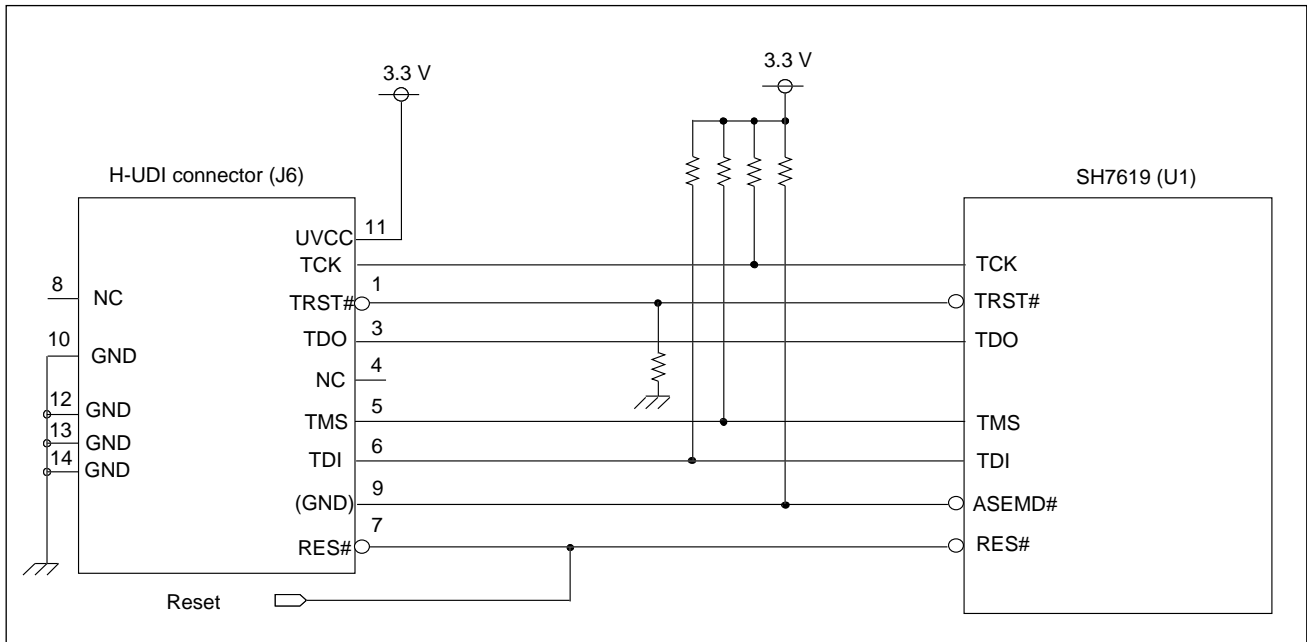 3.3 V
3.3 V
H-UDI connector (J6)
SH7619 (U1)
UVCC 11
TCK
TCK
8
NC
1
TRST#
TRST#
10
GND
TDO 3
TDO
NC 4
12
GND
TMS 5
TMS
13
GND
TDI 6
TDI
14
GND
(GND) 9
ASEMD#
RES# 7
RES#
Reset